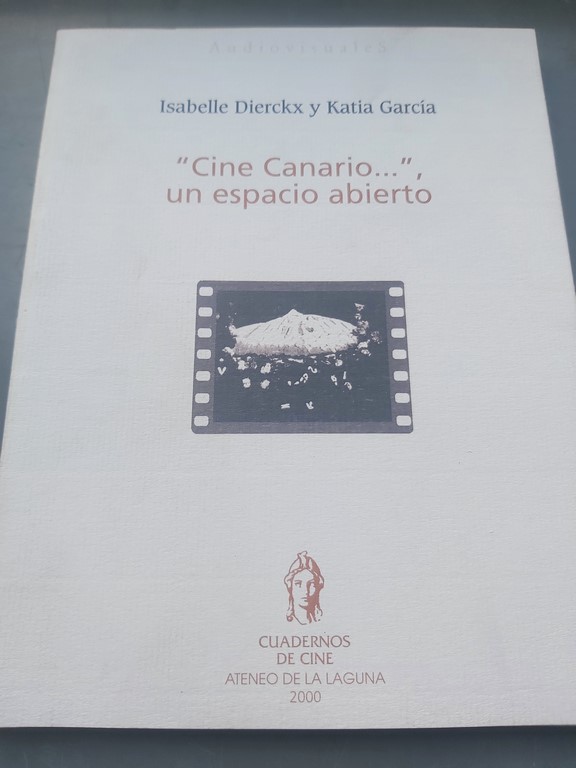 Audiovisuales
Isabelle Dierckx y Katia García
"Cine Canario...",
un espacio abierto
CUADERNOS
DE CINE
ATENEO DE LA LAGUNA
2000